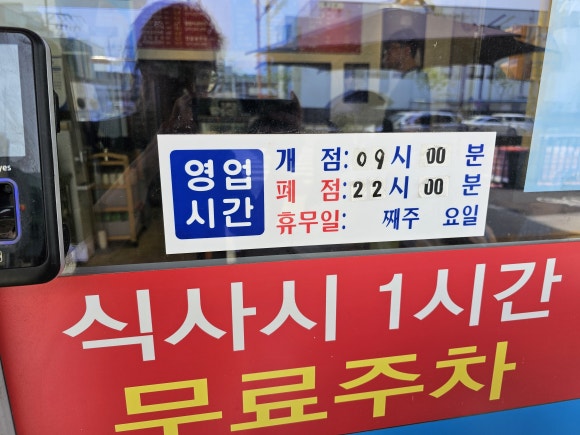 영업
시간
개 점: 09시 00 분
폐 점: 22시 00 분
휴무일: 째주 요일
식사시 1시간
무료주차
yes